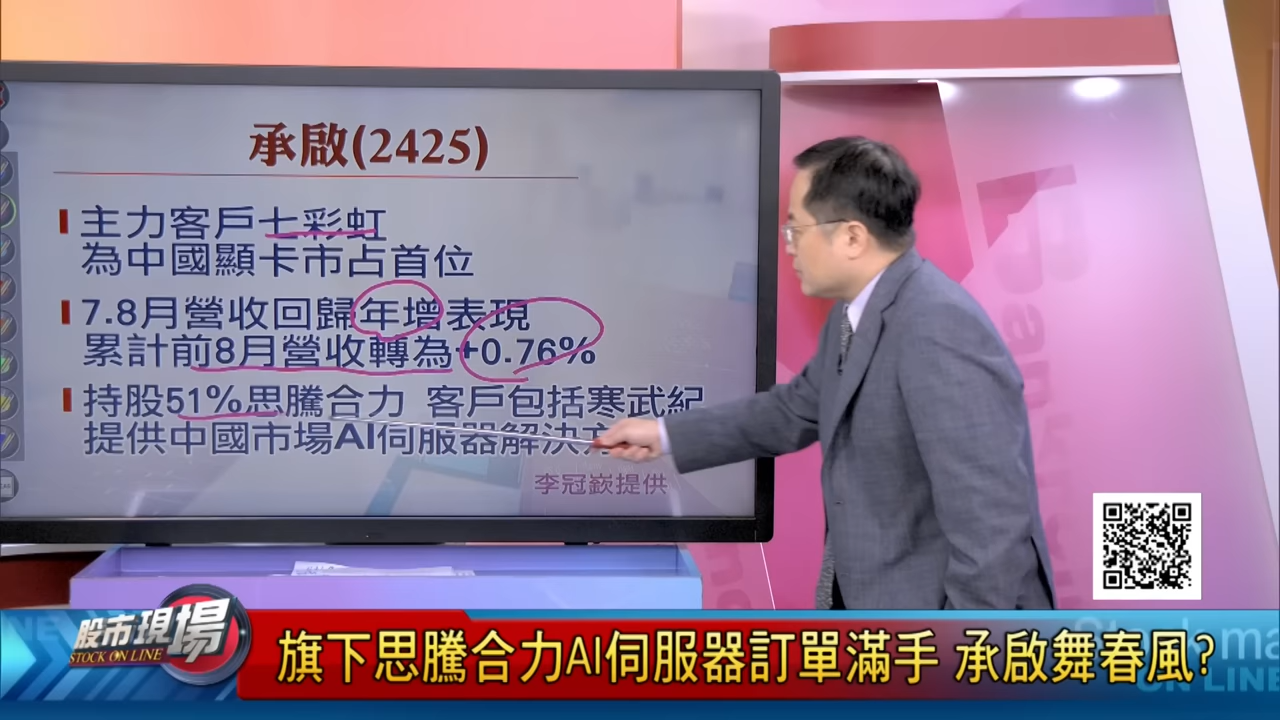 承啟(2425)
主力客戶七彩虹
為中國顯卡市占首位
7.8月營收回歸年增表現
累計前8月營收轉為+0.76%
持股51%思騰合力 客戶包括寒武紀
提供中國市場AI伺服器解決方
李冠嶔提供
股市現場
STOCK ON LINE
旗下思騰合力AI伺服器訂單滿手 承啟舞春風?
ON LINE